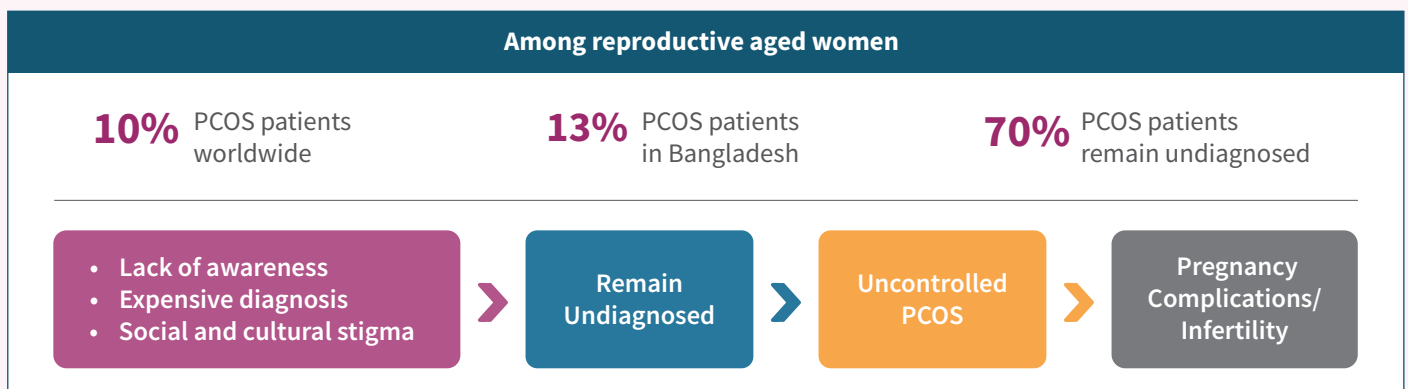 Among reproductive aged women
10% PCOS patients
worldwide
13% PCOS patients
in Bangladesh
70% PCOS patients
remain undiagnosed
• Lack of awareness
• Expensive diagnosis
• Social and cultural stigma
Remain
Undiagnosed
Uncontrolled
PCOS
Pregnancy
Complications/
Infertility